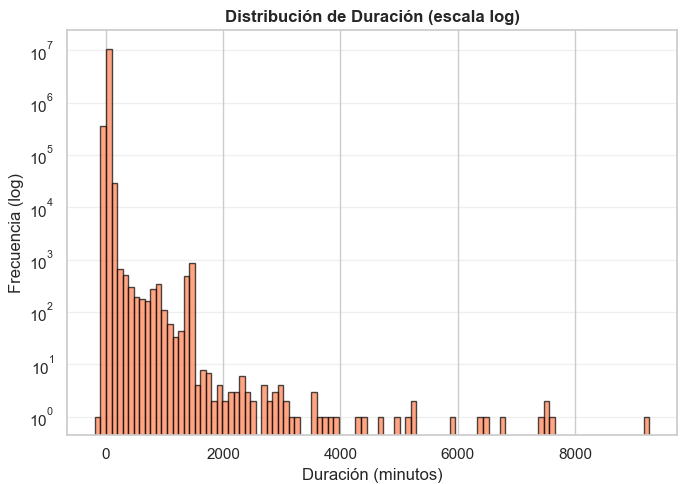 Distribución de Duración (escala log)
Frecuencia (log)
10⁷
10⁶
10⁵
10⁴
10³
10²
10¹
10⁰
0 2000 4000 6000 8000
Duración (minutos)